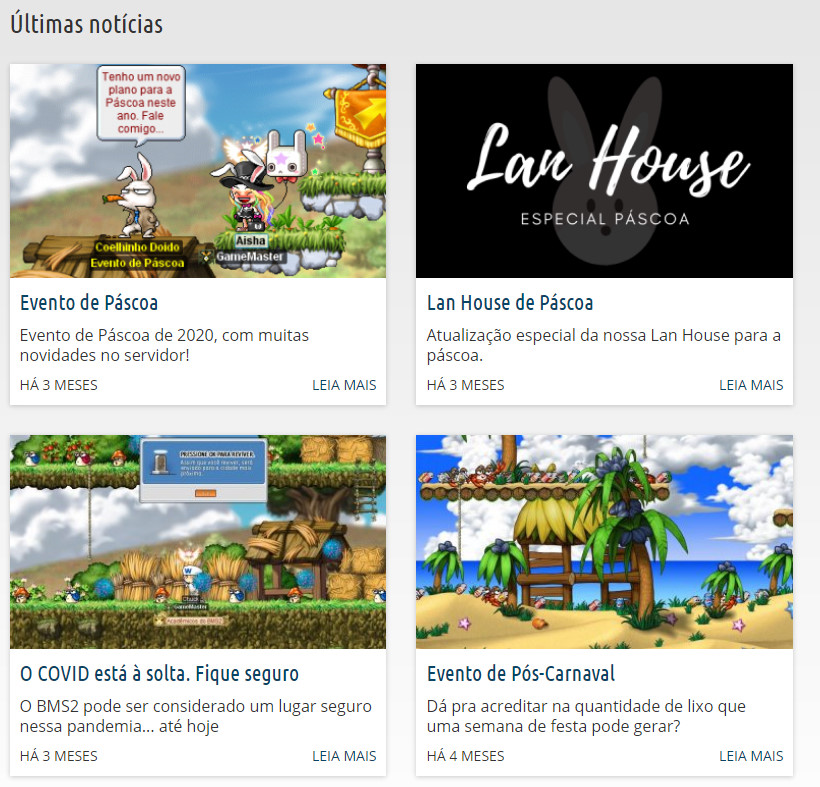 Últimas notícias
Tenho um novo
plano para a
Páscoa neste
ano. Fale
comigo...
Coelhinho Doido
Evento de Páscoa
Aisha
GameMaster
Lan House
ESPECIAL PÁSCOA
Evento de Páscoa
Evento de Páscoa de 2020, com muitas
novidades no servidor!
HÁ 3 MESES
LEIA MAIS
Lan House de Páscoa
Atualização especial da nossa Lan House para a
páscoa.
HÁ 3 MESES
LEIA MAIS
PRESSIONE OK PARA REVIVER
W
Chuck
GameMaster
O COVID está à solta. Fique seguro
O BMS2 pode ser considerado um lugar seguro
nessa pandemia... até hoje
HÁ 3 MESES
LEIA MAIS
Evento de Pós-Carnaval
Dá pra acreditar na quantidade de lixo que
uma semana de festa pode gerar?
HÁ 4 MESES
LEIA MAIS